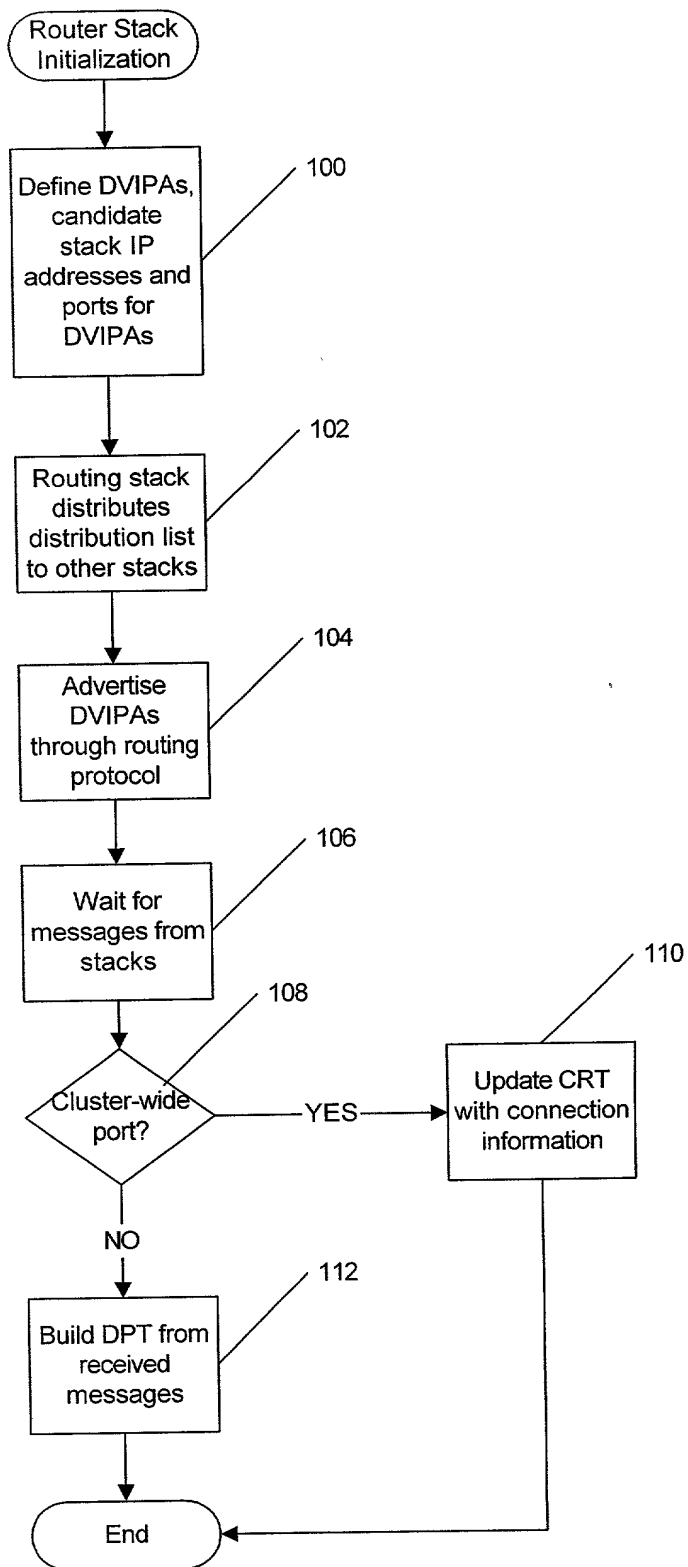 Router Stack
Initialization
100
Define DVIPAs,
candidate
stack IP
addresses and
ports for
DVIPAs
102
Routing stack
distributes
distribution list
to other stacks
104
Advertise
DVIPAs
through routing
protocol
106
Wait for
messages from
stacks
108
Cluster-wide
port?
YES
110
Update CRT
with connection
information
NO
112
Build DPT from
received
messages
End